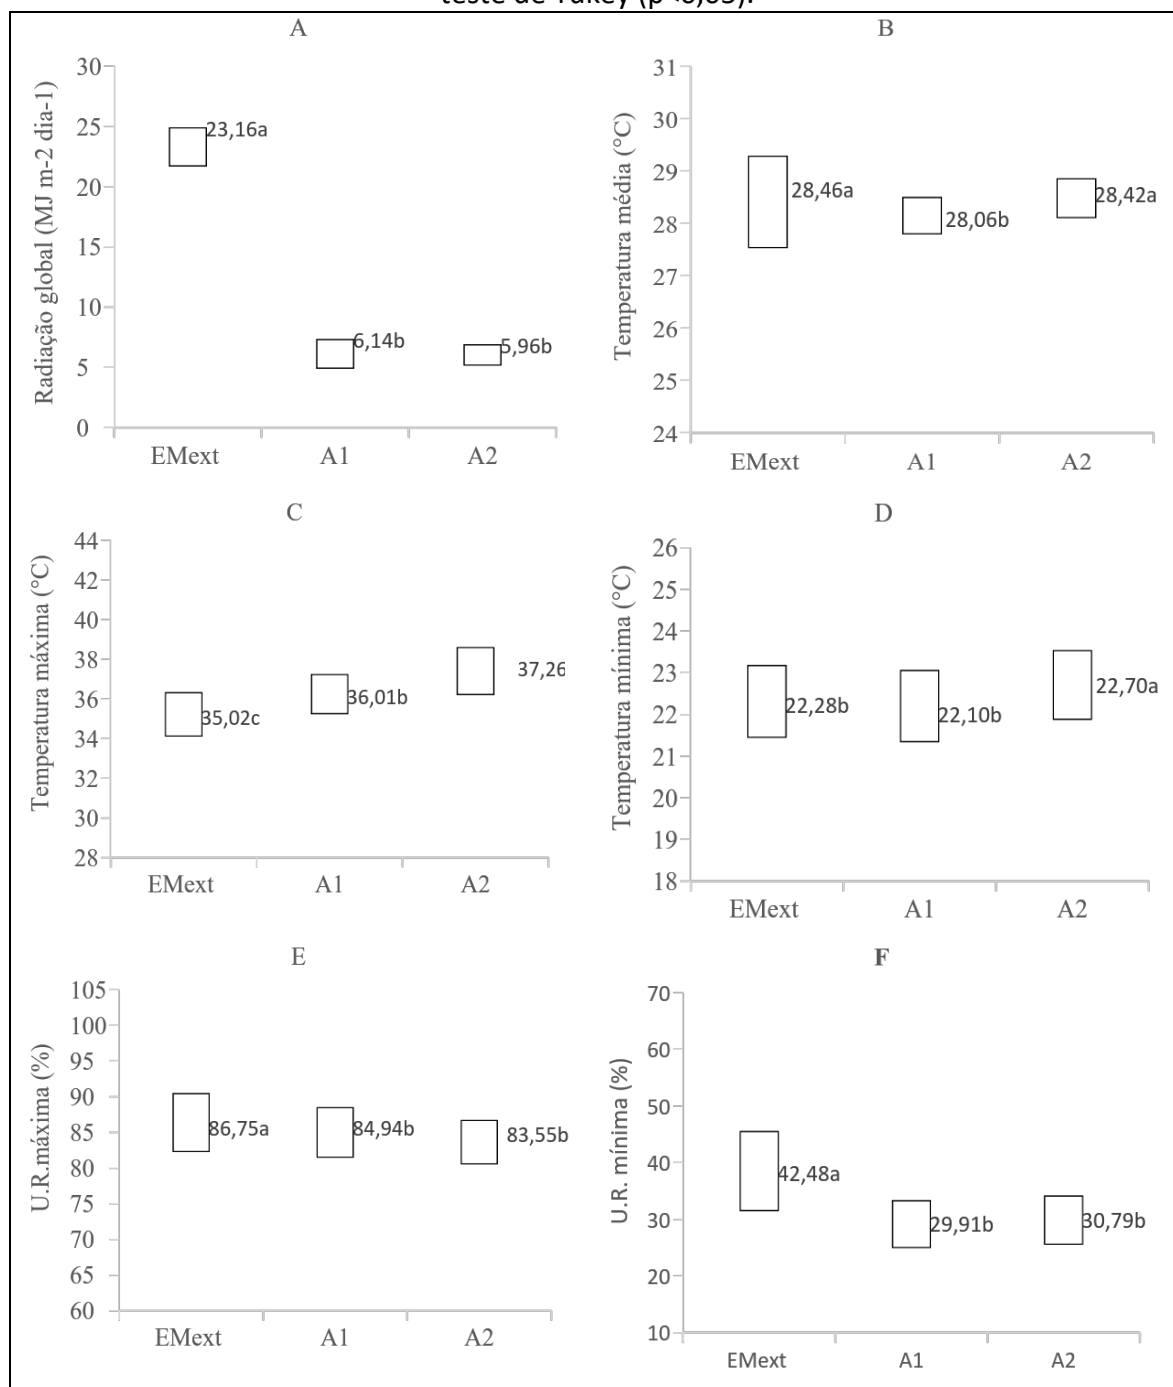 teste de Tukey (p<0,05).
A
Radiação global (MJ m-2 dia-1)
30
25
20
15
10
5
0
23,16a
6,14b
5,96b
EMext A1 A2
B
Temperatura média (°C)
31
30
29
28
27
26
25
24
28,46a
28,06b
28,42a
EMext A1 A2
C
Temperatura máxima (°C)
44
42
40
38
36
34
32
30
28
35,02c
36,01b
37,26
EMext A1 A2
D
Temperatura mínima (°C)
26
25
24
23
22
21
20
19
18
22,28b
22,10b
22,70a
EMext A1 A2
E
U.R.máxima (%)
105
100
95
90
85
80
75
70
65
60
86,75a
84,94b
83,55b
EMext A1 A2
F
U.R. mínima (%)
70
60
50
40
30
20
10
42,48a
29,91b
30,79b
EMext A1 A2